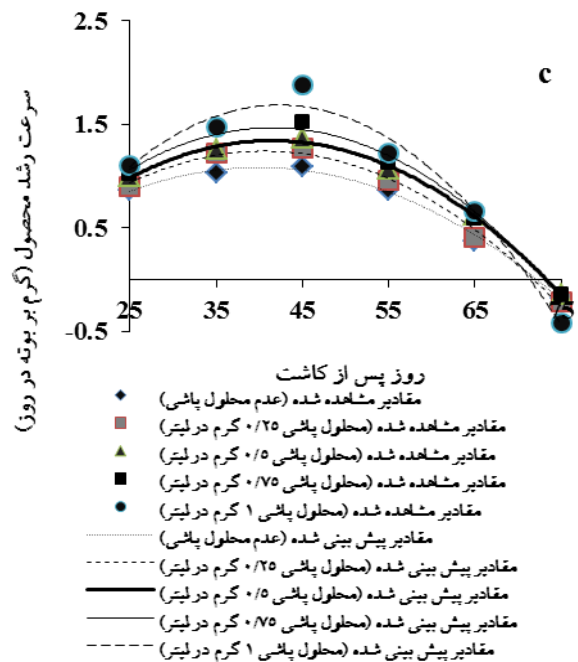 2.5
c
1.5
0.5
-0.5
25 35 45 55 65 75
سرعت رشد محصول (گرم بر بوته در روز)
روز پس از کاشت
مقادیر مشاهده شده (عدم محلول پاشی)
مقادیر مشاهده شده (محلول پاشی ۰/۲۵ گرم در لیتر)
مقادیر مشاهده شده (محلول پاشی ۰/۵ گرم در لیتر)
مقادیر مشاهده شده (محلول پاشی ۰/۷۵ گرم در لیتر)
مقادیر مشاهده شده (محلول پاشی ۱ گرم در لیتر)
مقادیر پیش بینی شده (عدم محلول پاشی)
مقادیر پیش بینی شده (محلول پاشی ۰/۲۵ گرم در لیتر)
مقادیر پیش بینی شده (محلول پاشی ۰/۵ گرم در لیتر)
مقادیر پیش بینی شده (محلول پاشی ۰/۷۵ گرم در لیتر)
مقادیر پیش بینی شده (محلول پاشی ۱ گرم در لیتر)